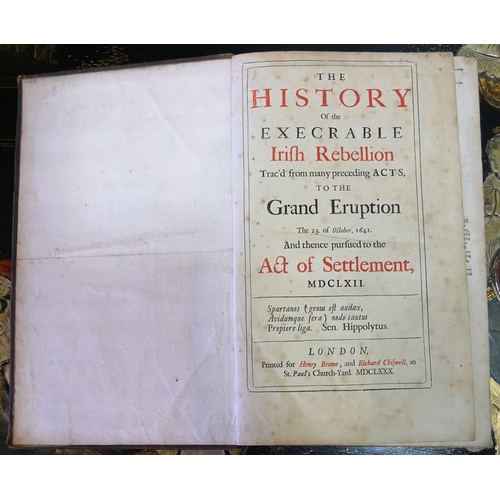 THE
HISTORY
Of the
EXECRABLE
Iriſh Rebellion
Trac'd from many preceding ACTS,
TO THE
Grand Eruption
The 23. of October, 1641.
And thence purſued to the
Act of Settlement,
MDCLXII.
Spartanos (genus eſt audax,
Avidumque feræ) nodo cautus
Propiore liga. Sen. Hippolytus.
LONDON,
Printed for Henry Brome, and Richard Chiſwell, in
St. Paul's Church-Yard. MDCLXXX.